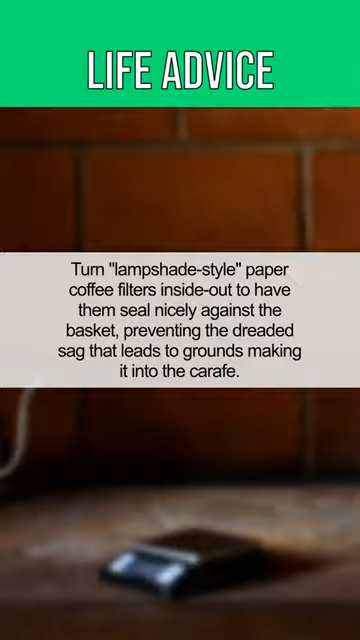 LIFE ADVICE
Turn "lampshade-style" paper
coffee filters inside-out to have
them seal nicely against the
basket, preventing the dreaded
sag that leads to grounds making
it into the carafe.